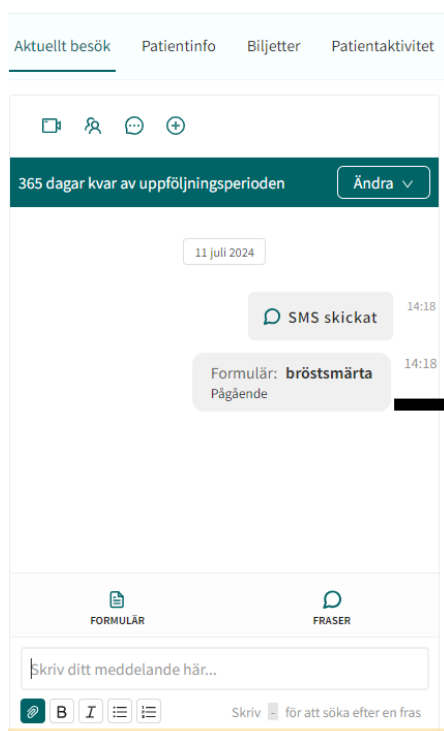 Aktuellt besök Patientinfo Biljetter Patientaktivitet
365 dagar kvar av uppföljningsperioden Ändra
11 juli 2024
SMS skickat 14:18
Formulär: bröstsmärta 14:18
Pågående
FORMULÄR FRASER
Skriv ditt meddelande här...
B I Skriv - för att söka efter en fras